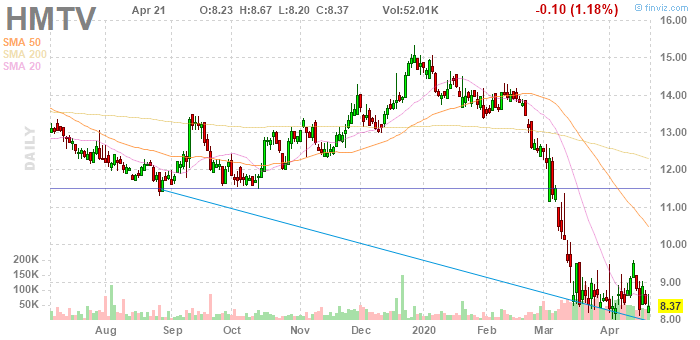 HMTV Apr 21 O:8.23 H:8.67 L:8.20 C:8.37 Vol:52.01K -0.10 (1.18%) © finviz.com
SMA 50
SMA 200
SMA 20
DAILY
15.00
14.00
13.00
12.00
11.00
10.00
9.00
8.37
8.00
200K
150K
100K
50K
Aug Sep Oct Nov Dec 2020 Feb Mar Apr